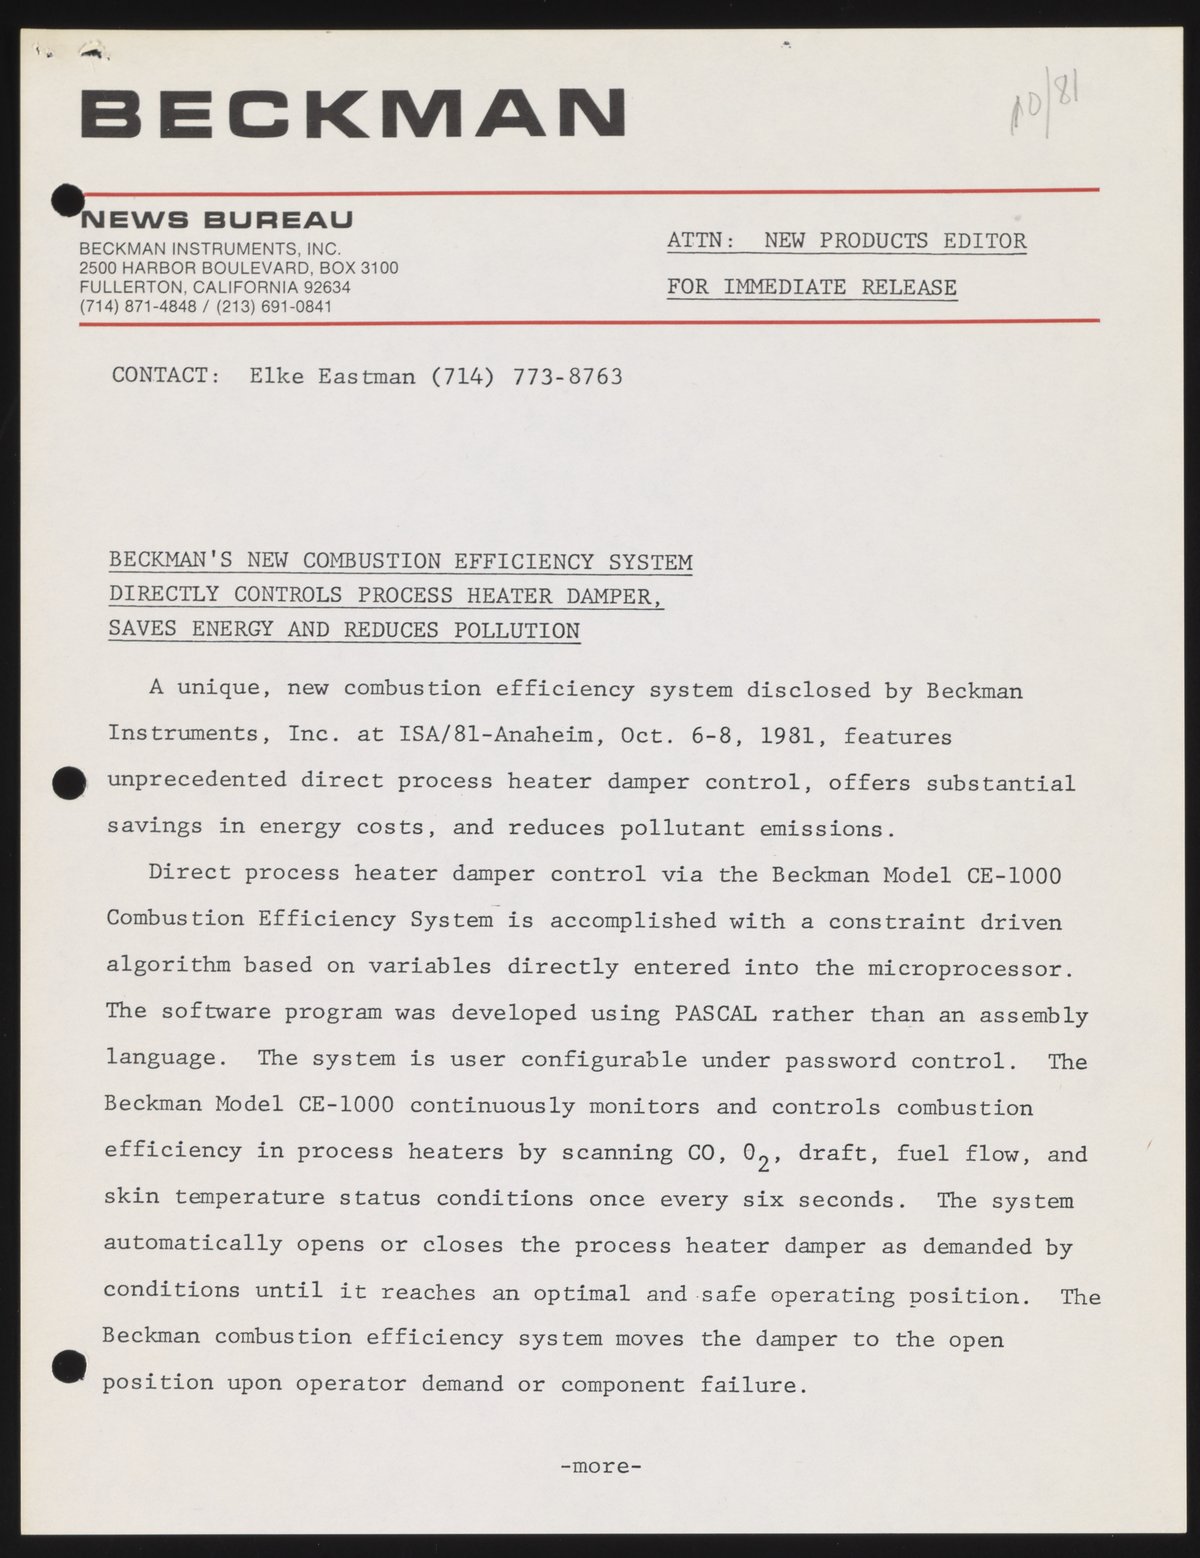 BECKMAN
10/81
NEWS BUREAU
BECKMAN INSTRUMENTS, INC.
2500 HARBOR BOULEVARD, BOX 3100
FULLERTON, CALIFORNIA 92634
(714) 871-4848 / (213) 691-0841
ATTN:  NEW PRODUCTS EDITOR
FOR IMMEDIATE RELEASE
CONTACT:  Elke Eastman (714) 773-8763
BECKMAN'S NEW COMBUSTION EFFICIENCY SYSTEM
DIRECTLY CONTROLS PROCESS HEATER DAMPER,
SAVES ENERGY AND REDUCES POLLUTION
A unique, new combustion efficiency system disclosed by Beckman
Instruments, Inc. at ISA/81-Anaheim, Oct. 6-8, 1981, features
unprecedented direct process heater damper control, offers substantial
savings in energy costs, and reduces pollutant emissions.
Direct process heater damper control via the Beckman Model CE-1000
Combustion Efficiency System is accomplished with a constraint driven
algorithm based on variables directly entered into the microprocessor.
The software program was developed using PASCAL rather than an assembly
language.  The system is user configurable under password control.  The
Beckman Model CE-1000 continuously monitors and controls combustion
efficiency in process heaters by scanning CO, O₂, draft, fuel flow, and
skin temperature status conditions once every six seconds.  The system
automatically opens or closes the process heater damper as demanded by
conditions until it reaches an optimal and safe operating position.  The
Beckman combustion efficiency system moves the damper to the open
position upon operator demand or component failure.
-more-